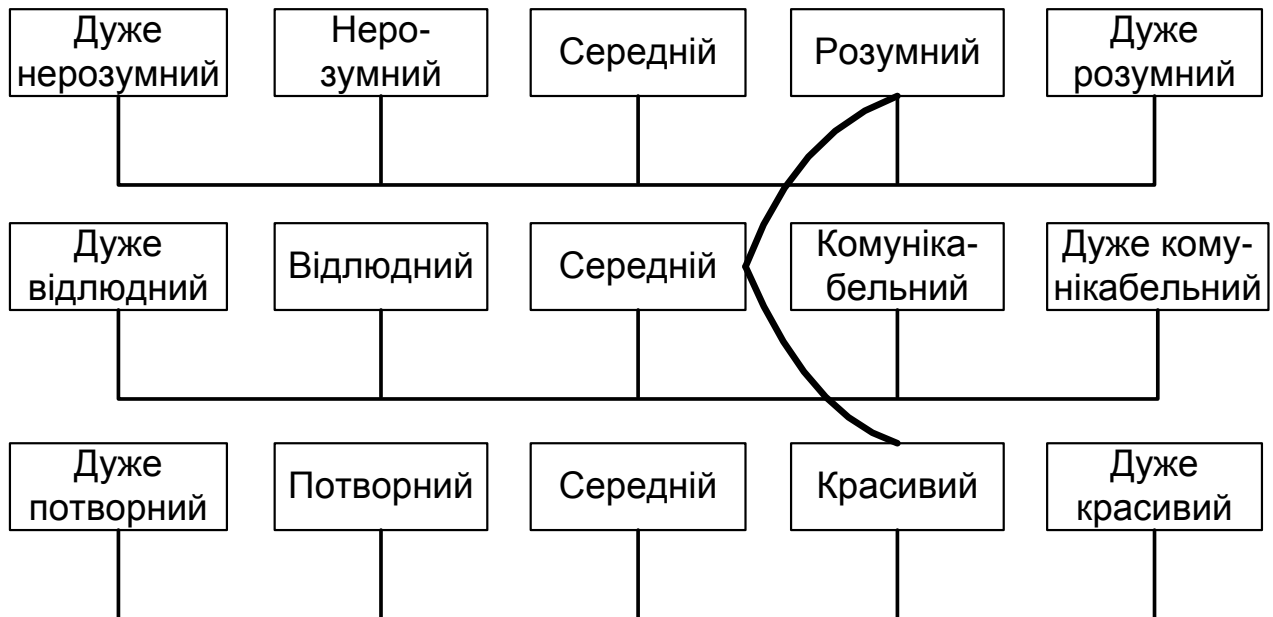 Дуже
нерозумний
Неро-
зумний
Середній
Розумний
Дуже
розумний
Дуже
відлюдний
Відлюдний
Середній
Комуніка-
бельний
Дуже кому-
нікабельний
Дуже
потворний
Потворний
Середній
Красивий
Дуже
красивий